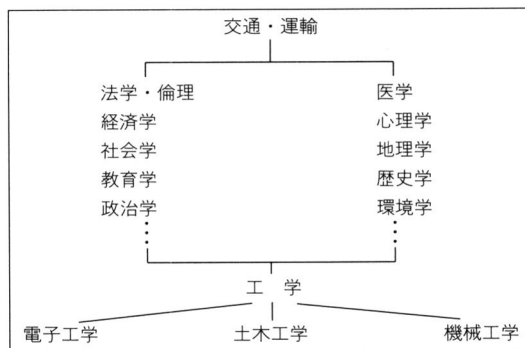 交通・運輸
法学・倫理 医学
経済学 心理学
社会学 地理学
教育学 歴史学
政治学 環境学
工 学
電子工学 土木工学 機械工学